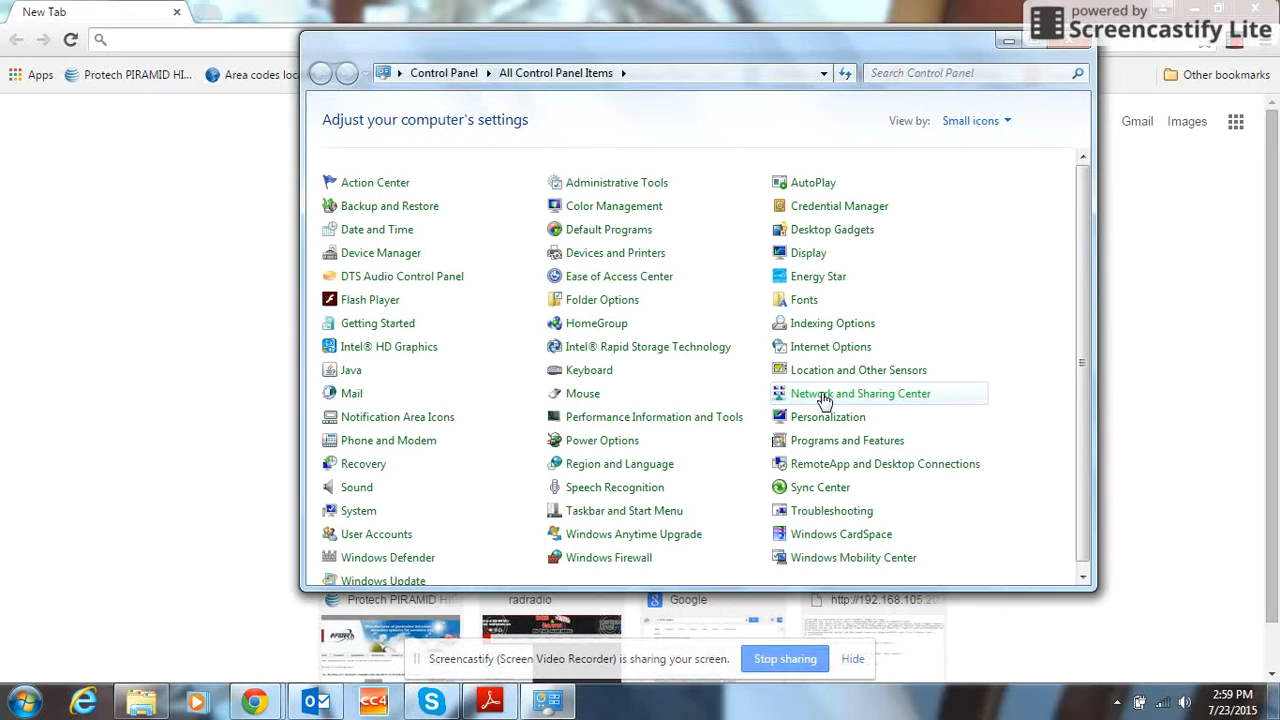 New Tab
powered by
Screencastify Lite
Apps
Protech PIRAMID HI...
Area codes loc
Other bookmarks
Control Panel
All Control Panel Items
Search Control Panel
Adjust your computer's settings
View by:
Small icons
Gmail
Images
Action Center
Administrative Tools
AutoPlay
Backup and Restore
Color Management
Credential Manager
Date and Time
Default Programs
Desktop Gadgets
Device Manager
Devices and Printers
Display
DTS Audio Control Panel
Ease of Access Center
Energy Star
Flash Player
Folder Options
Fonts
Getting Started
HomeGroup
Indexing Options
Intel® HD Graphics
Intel® Rapid Storage Technology
Internet Options
Java
Keyboard
Location and Other Sensors
Mail
Mouse
Network and Sharing Center
Notification Area Icons
Performance Information and Tools
Personalization
Phone and Modem
Power Options
Programs and Features
Recovery
Region and Language
RemoteApp and Desktop Connections
Sound
Speech Recognition
Sync Center
System
Taskbar and Start Menu
Troubleshooting
User Accounts
Windows Anytime Upgrade
Windows CardSpace
Windows Defender
Windows Firewall
Windows Mobility Center
Windows Update
Protech PIRAMID
radradio
Google
http://192.168.105.20
Screencastify (Screen Video Recorder) is sharing your screen.
Stop sharing
Hide
CC4
2:59 PM
7/23/2015